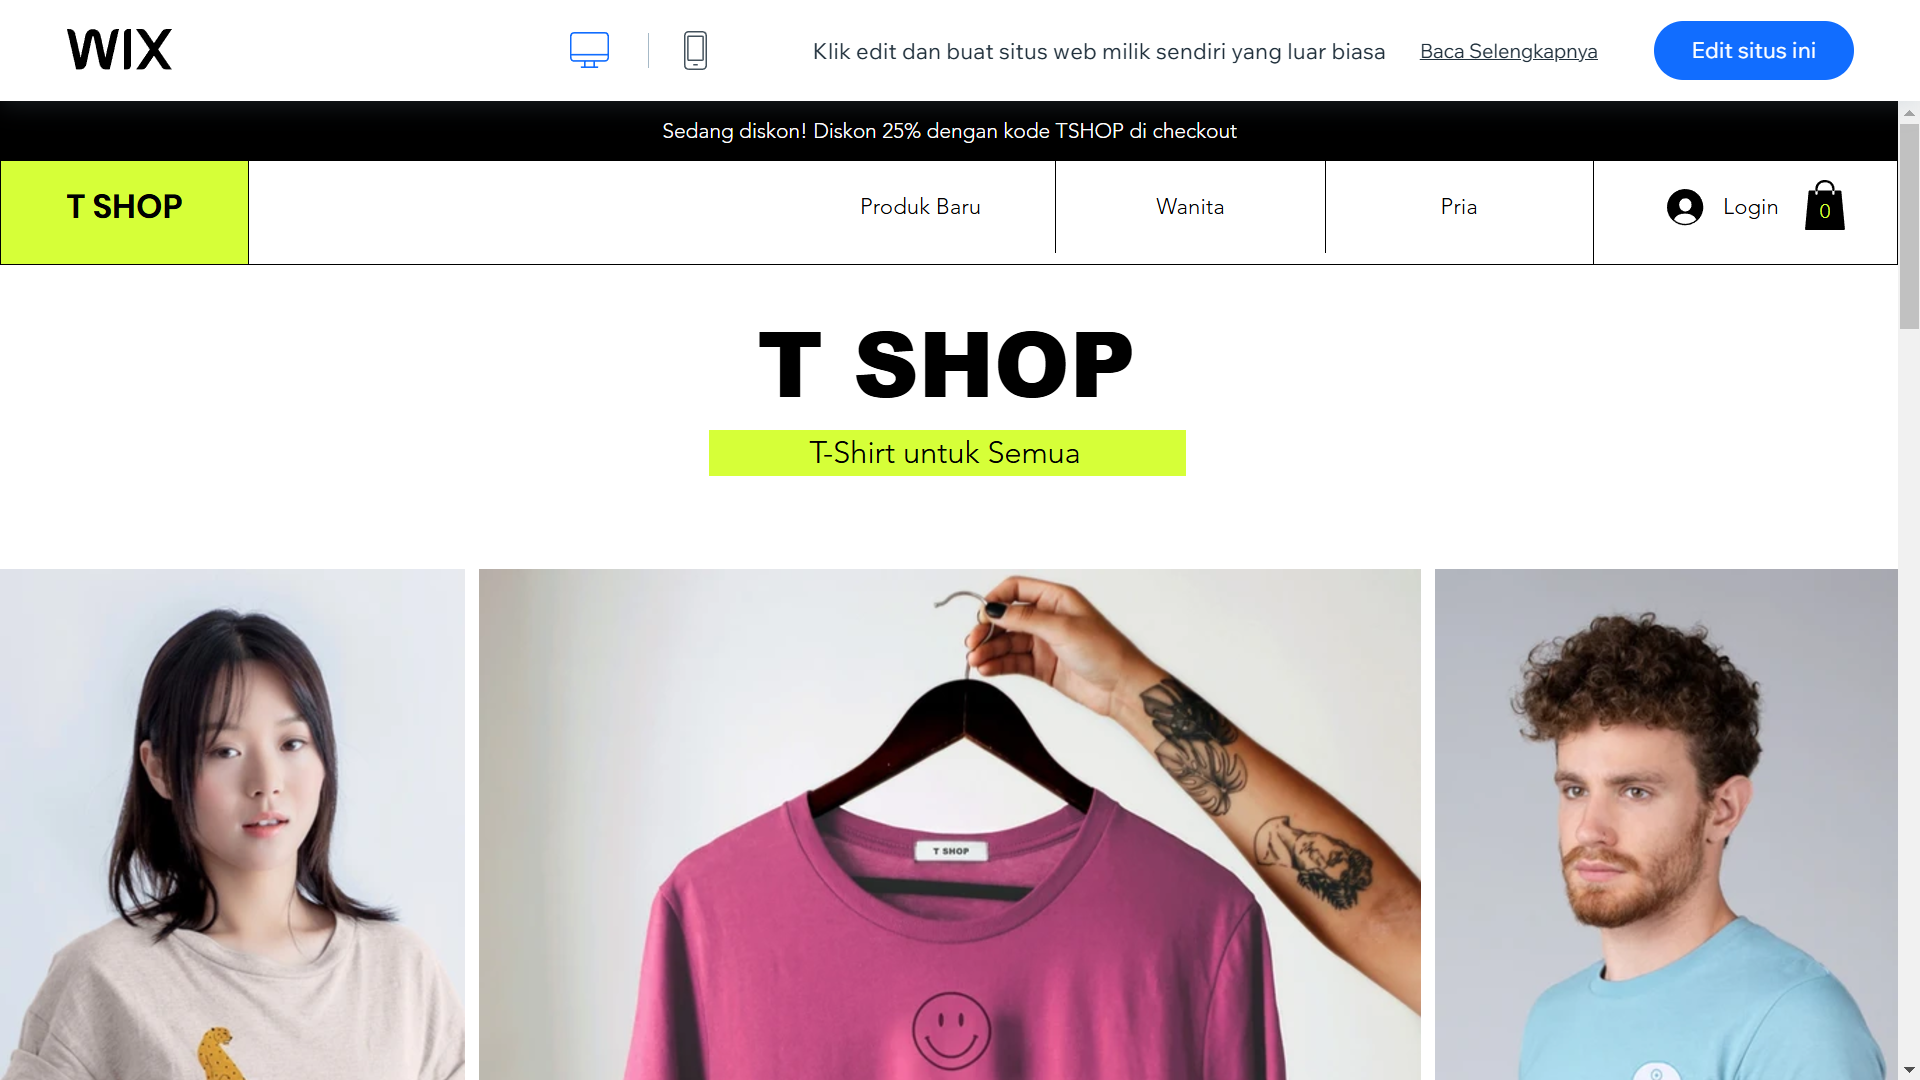 WIX
Klik edit dan buat situs web milik sendiri yang luar biasa
Baca Selengkapnya
Edit situs ini
Sedang diskon! Diskon 25% dengan kode TSHOP di checkout
T SHOP
Produk Baru
Wanita
Pria
Login
0
T SHOP
T-Shirt untuk Semua
T SHOP